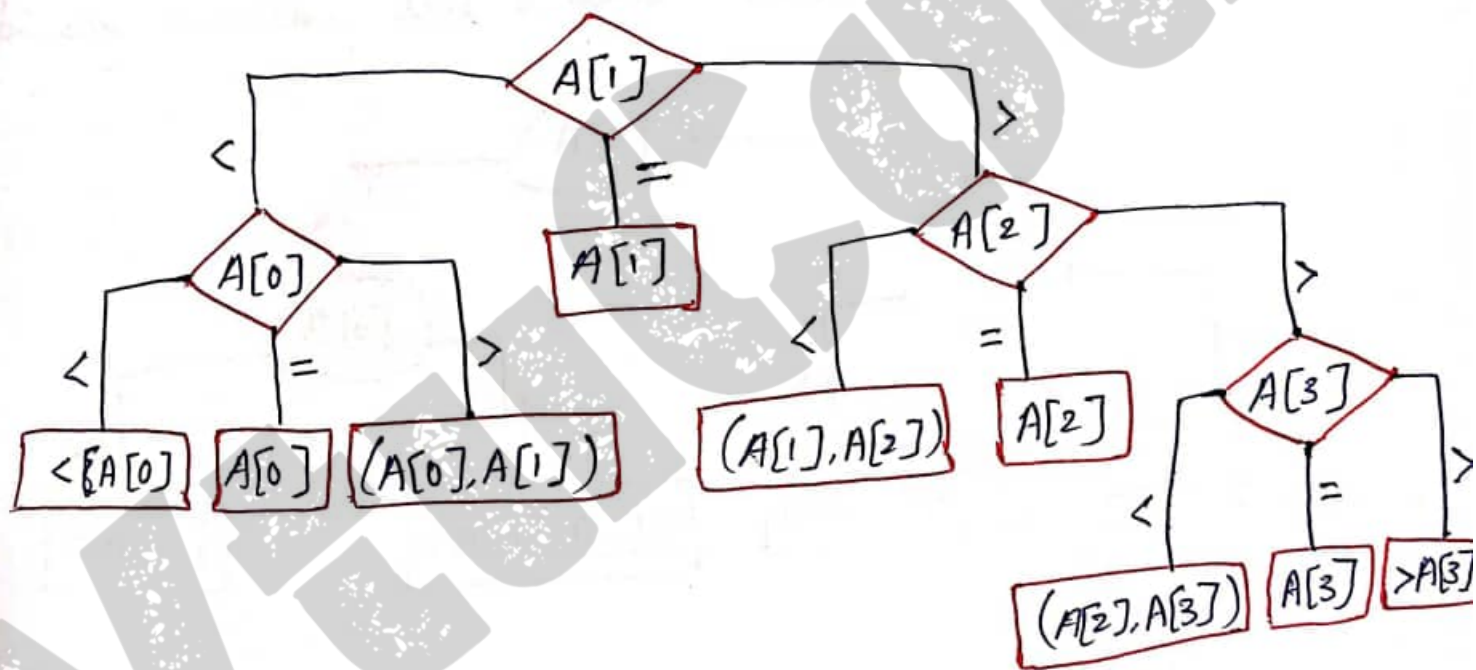 A[1]
<
=
>
A[0]
A[1]
A[2]
<
=
>
<
=
>
<{A[0]
A[0]
(A[0],A[1])
(A[1],A[2])
A[2]
A[3]
<
=
>
(A[2],A[3])
A[3]
>A[3]